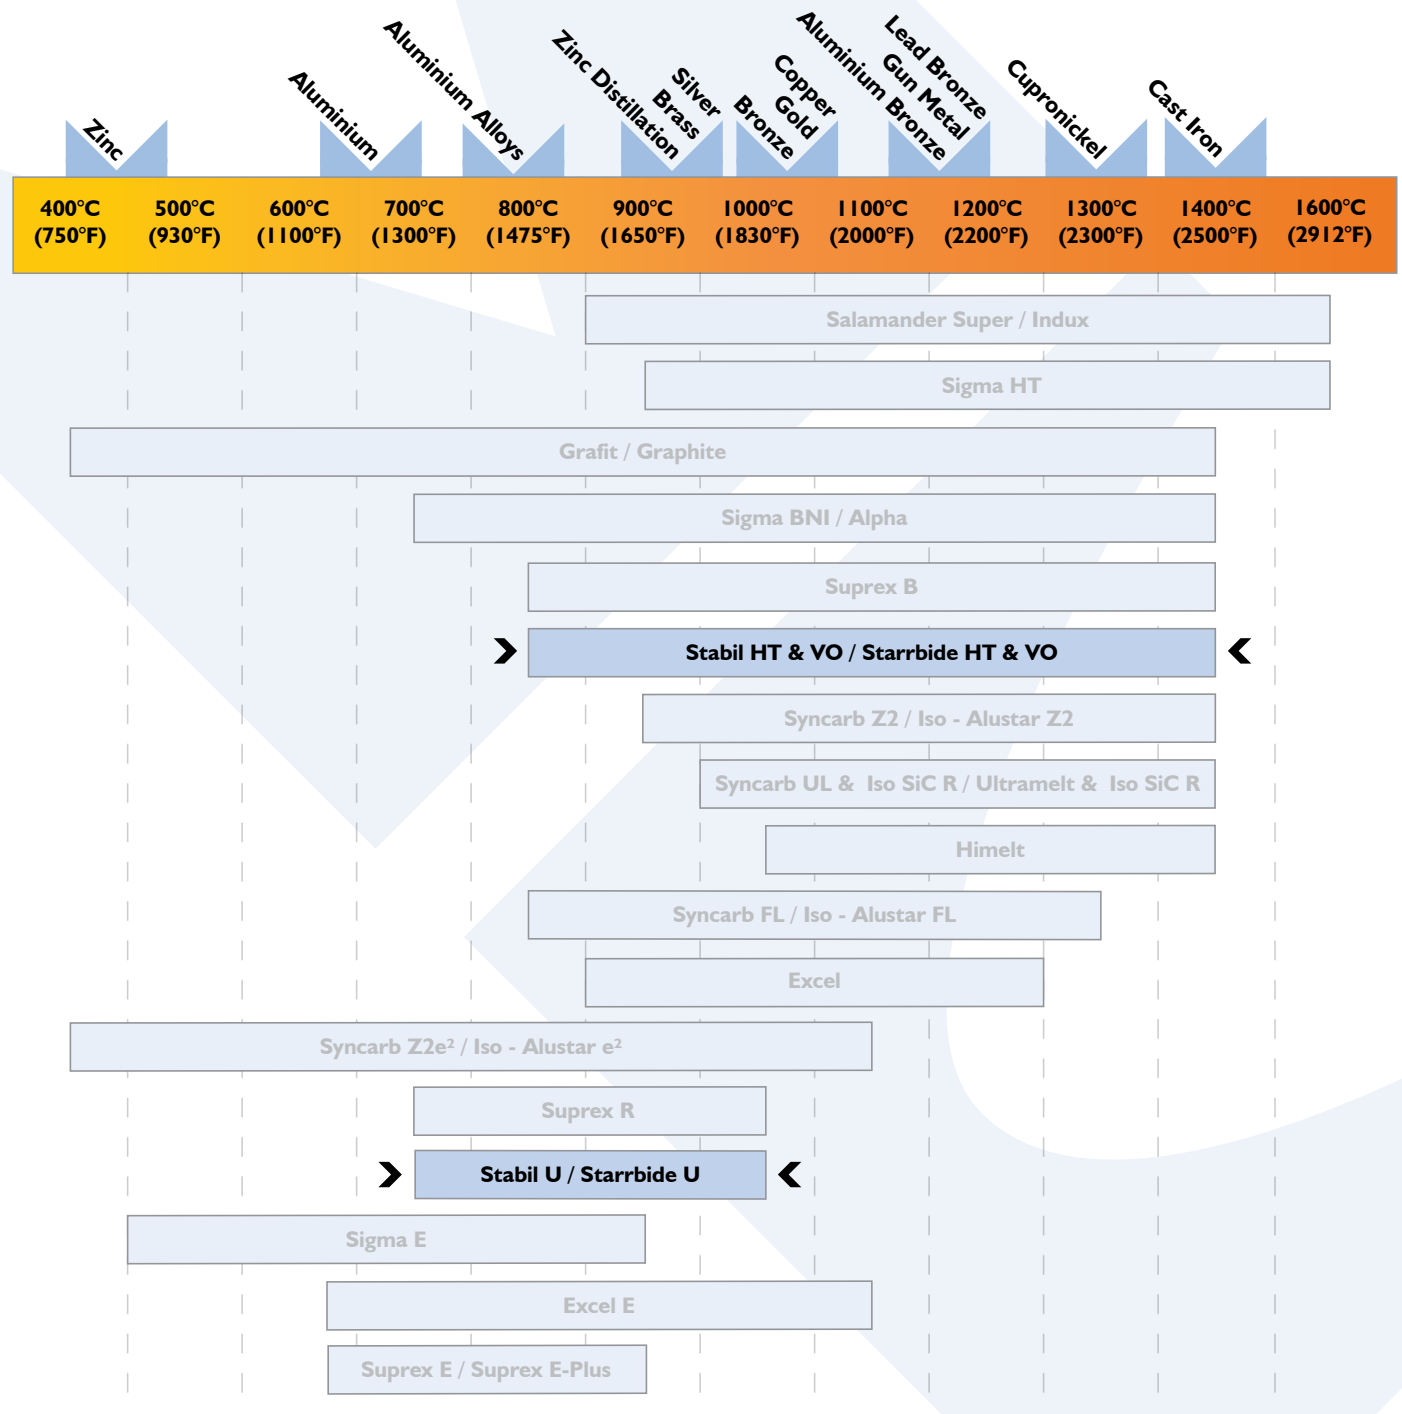 Zinc
Aluminium
Aluminium Alloys
Zinc Distillation
Brass
Silver
Bronze
Gold
Copper
Aluminium Bronze
Gun Metal
Lead Bronze
Cupronickel
Cast Iron
400°C 500°C 600°C 700°C 800°C 900°C 1000°C 1100°C 1200°C 1300°C 1400°C 1600°C
(750°F) (930°F) (1100°F) (1300°F) (1475°F) (1650°F) (1830°F) (2000°F) (2200°F) (2300°F) (2500°F) (2912°F)
Salamander Super / Indux
Sigma HT
Grafit / Graphite
Sigma BNI / Alpha
Suprex B
Stabil HT & VO / Starrbide HT & VO
Syncarb Z2 / Iso - Alustar Z2
Syncarb UL & Iso SiC R / Ultramelt & Iso SiC R
Himelt
Syncarb FL / Iso - Alustar FL
Excel
Syncarb Z2e² / Iso - Alustar e²
Suprex R
Stabil U / Starrbide U
Sigma E
Excel E
Suprex E / Suprex E-Plus